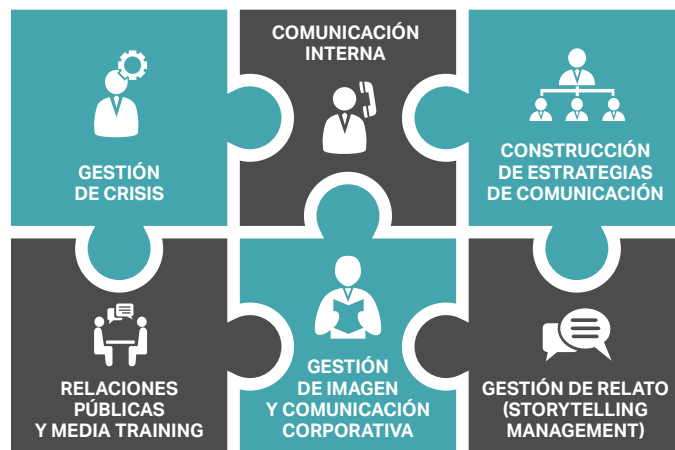 GESTIÓN
DE CRISIS
COMUNICACIÓN
INTERNA
CONSTRUCCIÓN
DE ESTRATEGIAS
DE COMUNICACIÓN
RELACIONES
PÚBLICAS
Y MEDIA TRAINING
GESTIÓN
DE IMAGEN
Y COMUNICACIÓN
CORPORATIVA
GESTIÓN DE RELATO
(STORYTELLING
MANAGEMENT)